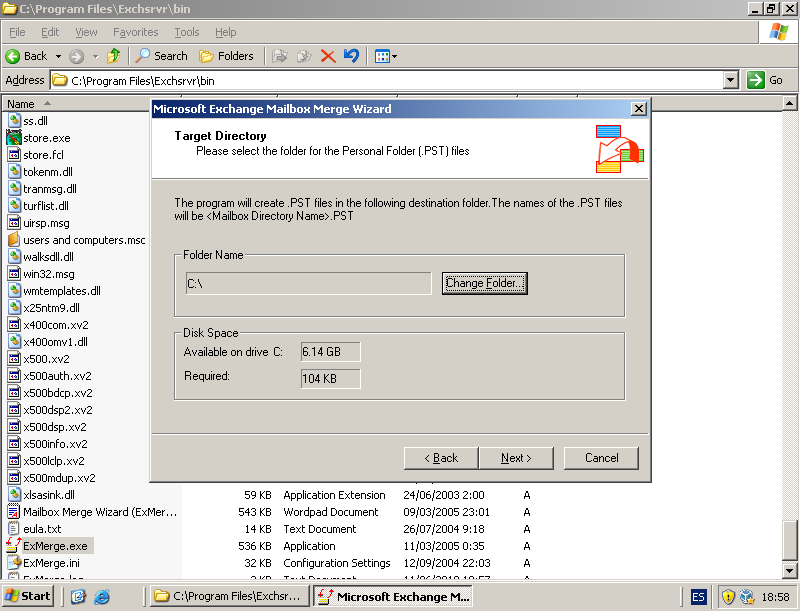 C:\Program Files\Exchsrvr\bin
File Edit View Favorites Tools Help
Back Search Folders
Address C:\Program Files\Exchsrvr\bin Go
Name
ss.dll
store.exe
store.fcl
tokenm.dll
tranmsg.dll
turflist.dll
uirsp.msg
users and computers.msc
walksdll.dll
win32.msg
wmtemplates.dll
x25ntm9.dll
x400com.xv2
x400omv1.dll
x500.xv2
x500auth.xv2
x500bdcp.xv2
x500dsp2.xv2
x500dsp.xv2
x500info.xv2
x500lclp.xv2
x500mdup.xv2
Microsoft Exchange Mailbox Merge Wizard
Target Directory
Please select the folder for the Personal Folder (.PST) files
The program will create .PST files in the following destination folder.The names of the .PST files
will be <Mailbox Directory Name>.PST
Folder Name
C:\ Change Folder...
Disk Space
Available on drive C: 6.14 GB
Required: 104 KB
< Back Next > Cancel
xlsasink.dll 59 KB Application Extension 24/06/2003 2:00 A
Mailbox Merge Wizard (ExMer... 543 KB Wordpad Document 09/03/2005 23:01 A
eula.txt 14 KB Text Document 26/07/2004 9:18 A
ExMerge.exe 536 KB Application 11/03/2005 0:35 A
ExMerge.ini 32 KB Configuration Settings 12/09/2004 22:03 A
Start C:\Program Files\Exchsr... Microsoft Exchange M... ES 18:58